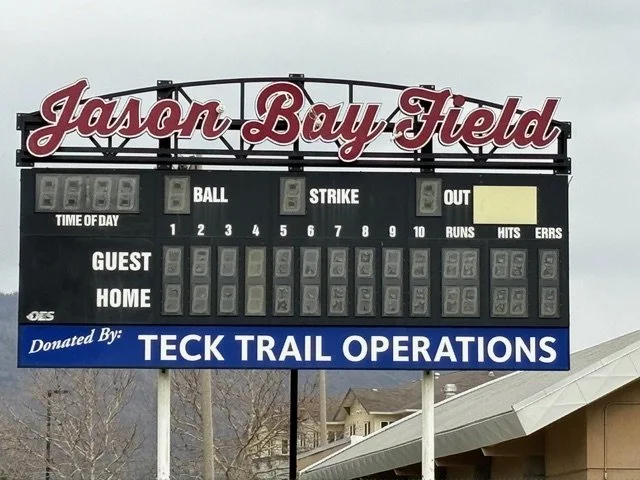 Jason Bay Field
BALL STRIKE OUT
TIME OF DAY
1 2 3 4 5 6 7 8 9 10 RUNS HITS ERRS
GUEST
HOME
OES
Donated By: TECK TRAIL OPERATIONS